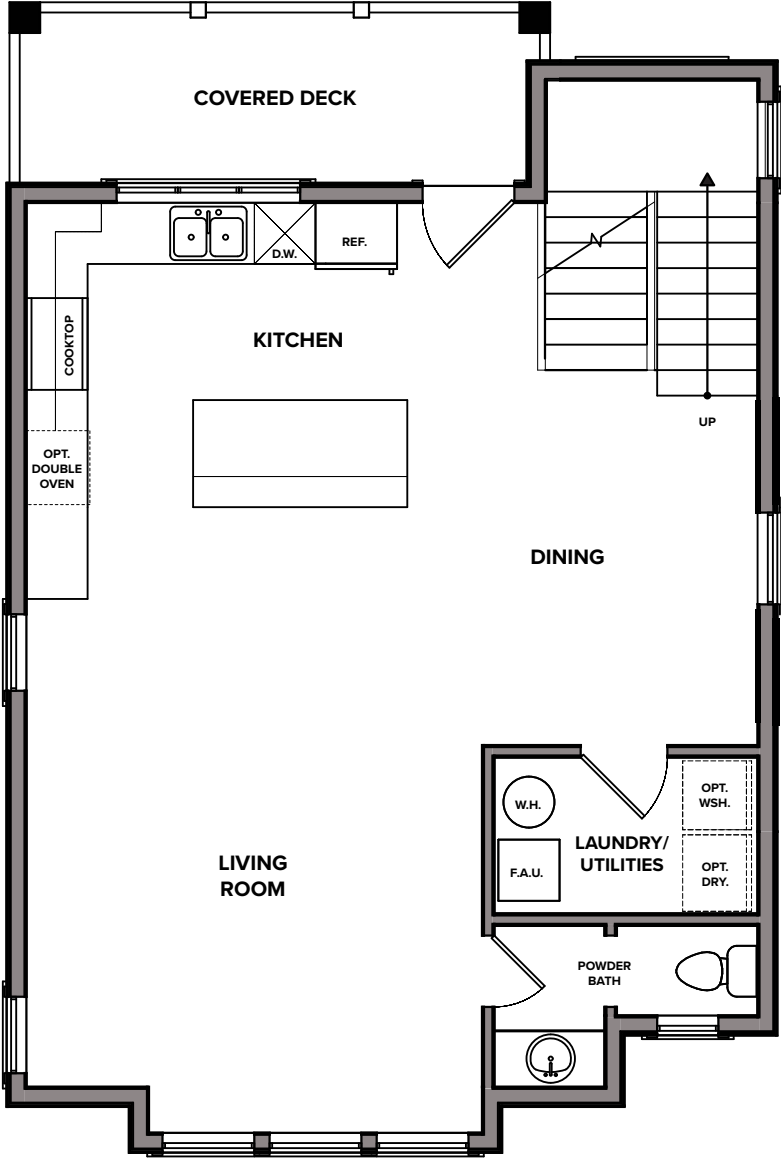 COVERED DECK
REF.
D.W.
COOKTOP
KITCHEN
UP
OPT.
DOUBLE
OVEN
DINING
OPT.
WSH.
W.H.
LAUNDRY/
UTILITIES
F.A.U.
OPT.
DRY.
LIVING
ROOM
POWDER
BATH